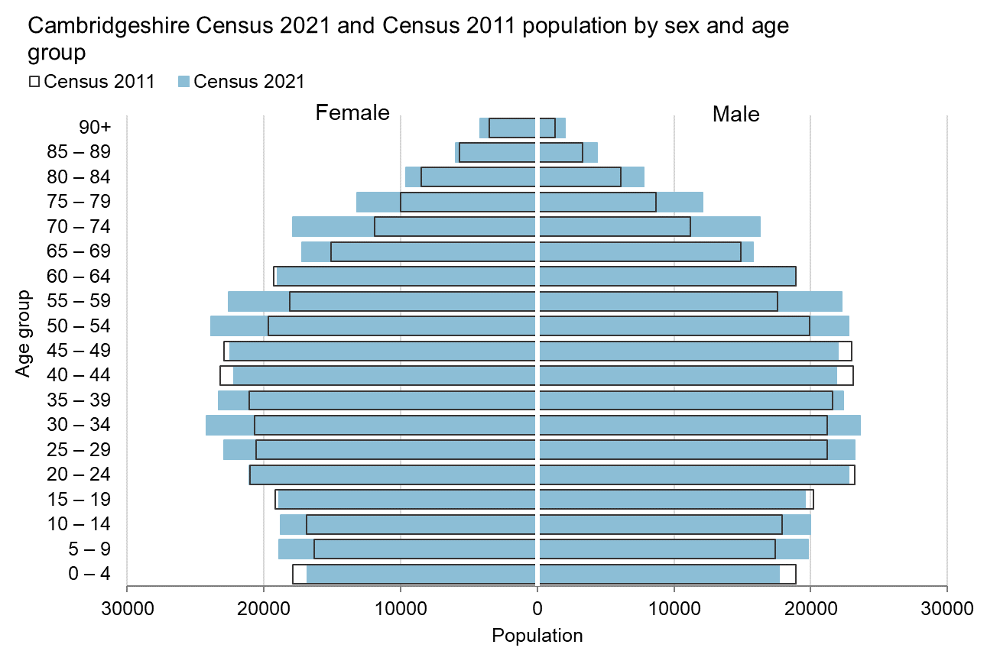 Cambridgeshire Census 2021 and Census 2011 population by sex and age
group
Census 2011 Census 2021
Female Male
90+
85 – 89
80 – 84
75 – 79
70 – 74
65 – 69
60 – 64
55 – 59
50 – 54
45 – 49
40 – 44
35 – 39
30 – 34
25 – 29
20 – 24
15 – 19
10 – 14
5 – 9
0 – 4
Age group
30000 20000 10000 0 10000 20000 30000
Population